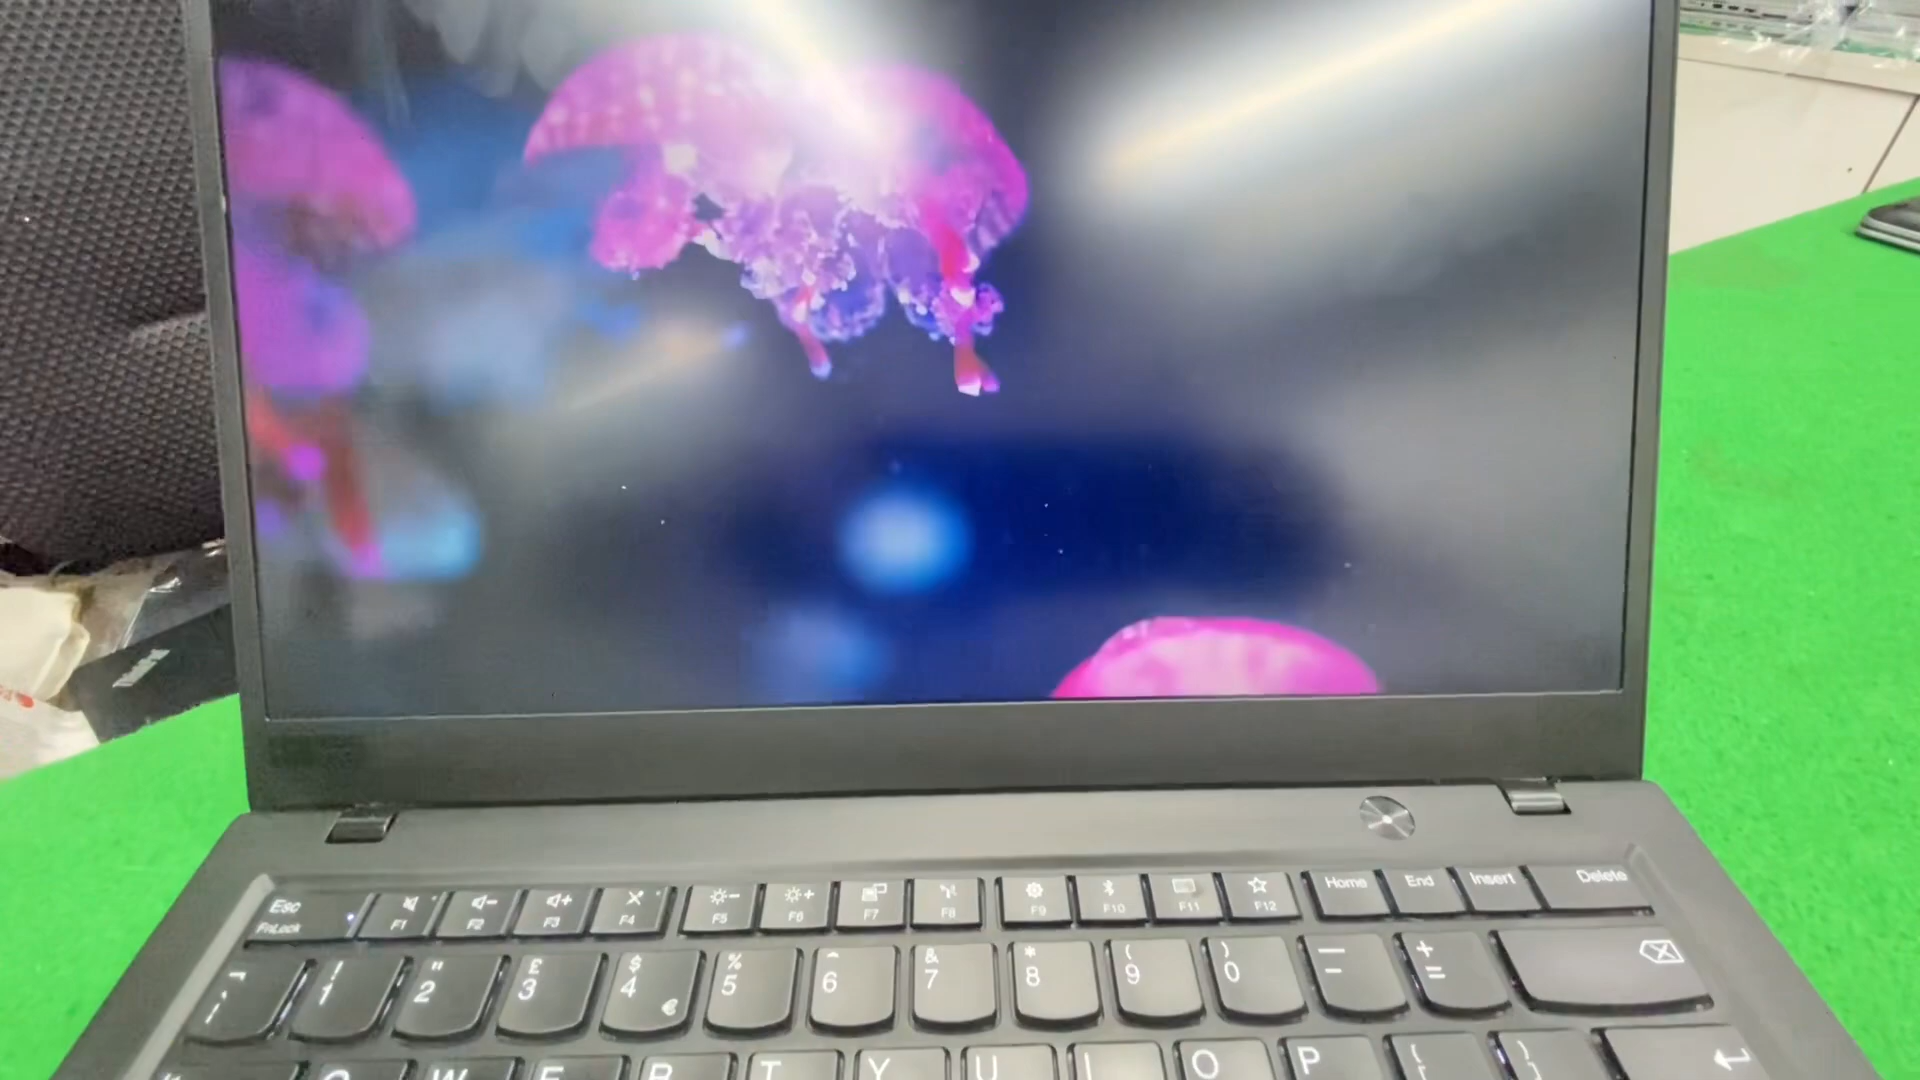 Esc F1 F2 F3 F4 F5 F6 F7 F8 F9 F10 F11 F12 Home End Insert Delete
FnLock
! " £ $ % ^ & * ( ) _ +
1 2 3 4 € 5 6 7 8 9 0 - =
Q W E R T Y U I O P { }
[ ]